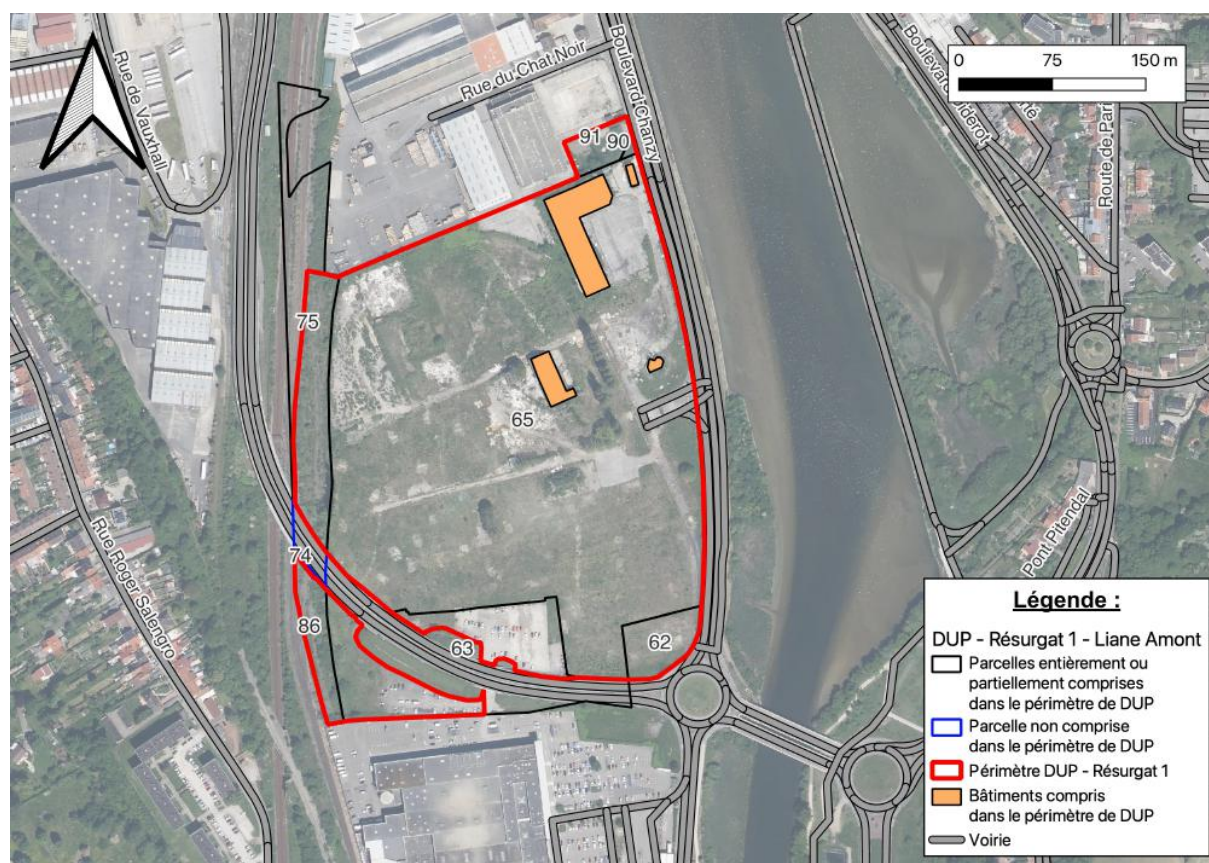 Rue de Vauxhall
Rue du Chat Noir
Boulevard Chanzy
Boulevard Diderot
Route de Pari
0 75 150 m
91
90
75
65
74
86
63
62
Rue Roger Salengro
Pont Pitendal
Légende :
DUP - Résurgat 1 - Liane Amont
Parcelles entièrement ou
partiellement comprises
dans le périmètre de DUP
Parcelle non comprise
dans le périmètre de DUP
Périmètre DUP - Résurgat 1
Bâtiments compris
dans le périmètre de DUP
Voirie